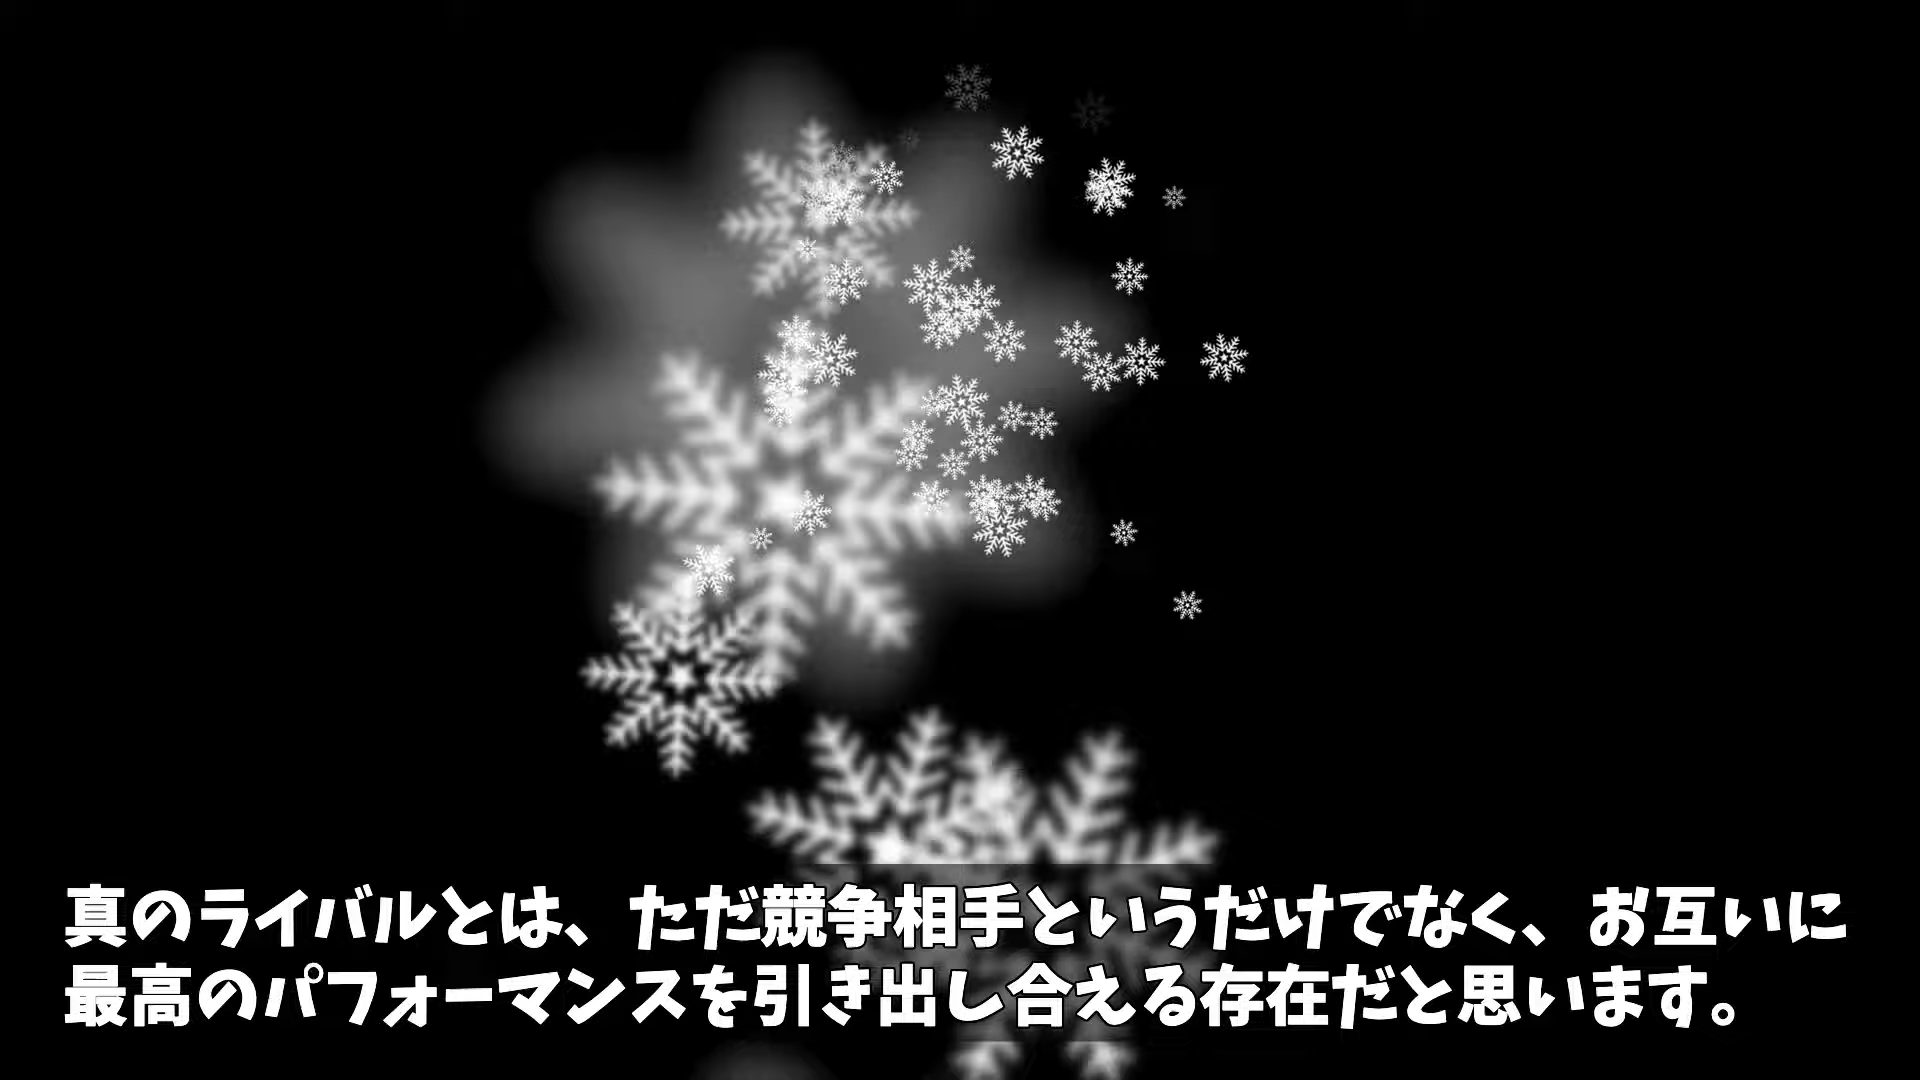 真のライバルとは、ただ競争相手というだけでなく、お互いに
最高のパフォーマンスを引き出し合える存在だと思います。